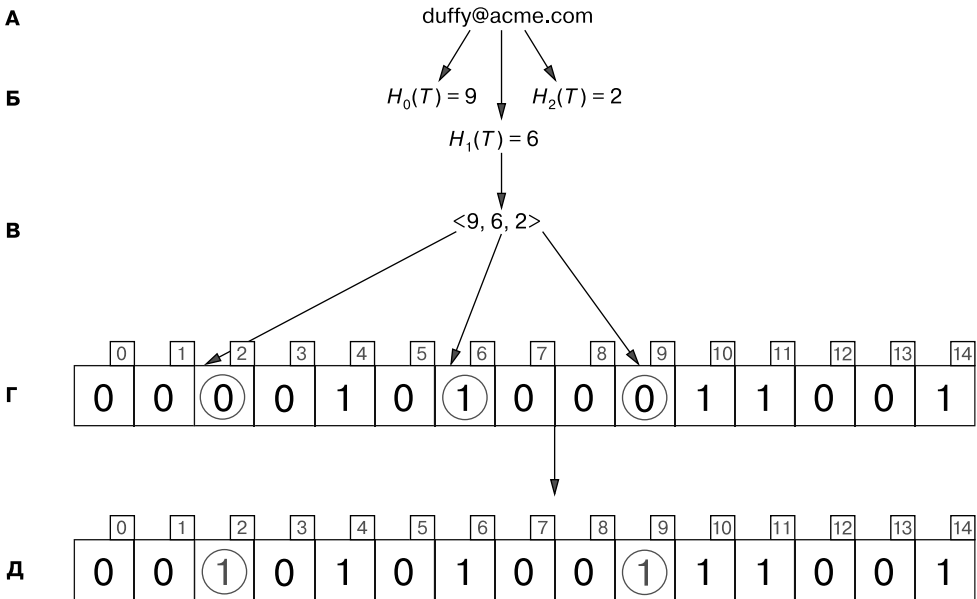 А duffy@acme.com
Б H₀(T) = 9 H₂(T) = 2
H₁(T) = 6
В <9, 6, 2>
0 1 2 3 4 5 6 7 8 9 10 11 12 13 14
Г 0 0 0 0 1 0 1 0 0 0 1 1 0 0 1
0 1 2 3 4 5 6 7 8 9 10 11 12 13 14
Д 0 0 1 0 1 0 1 0 0 1 1 1 0 0 1